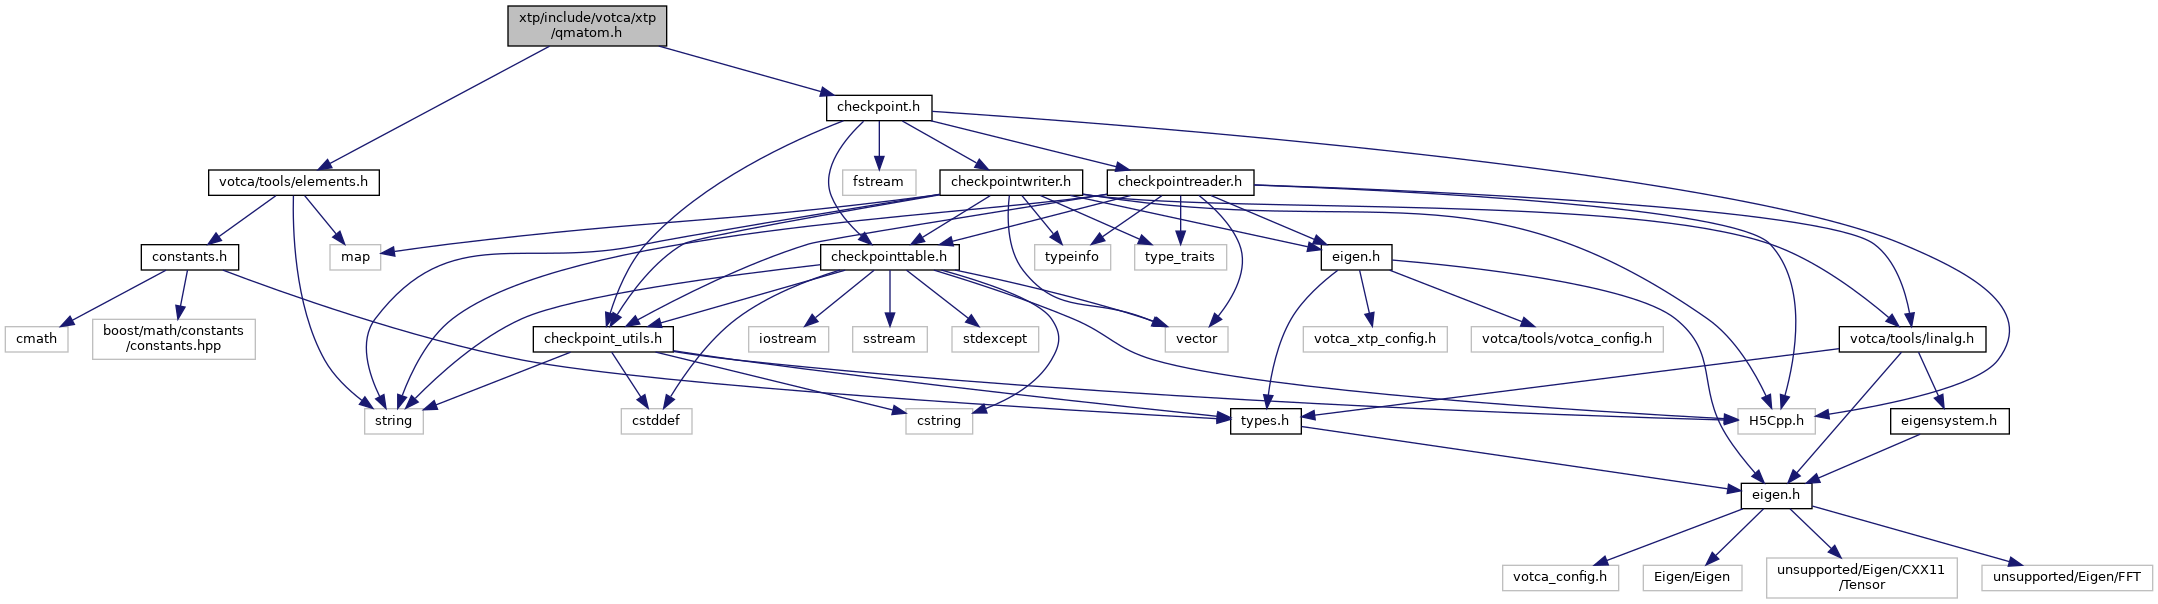 xtp/include/votca/xtp
/qmatom.h
checkpoint.h
votca/tools/elements.h
fstream
checkpointwriter.h
checkpointreader.h
constants.h
map
checkpointtable.h
typeinfo
type_traits
eigen.h
cmath
boost/math/constants
/constants.hpp
checkpoint_utils.h
iostream
sstream
stdexcept
vector
votca_xtp_config.h
votca/tools/votca_config.h
votca/tools/linalg.h
string
cstddef
cstring
types.h
H5Cpp.h
eigensystem.h
eigen.h
votca_config.h
Eigen/Eigen
unsupported/Eigen/CXX11
/Tensor
unsupported/Eigen/FFT